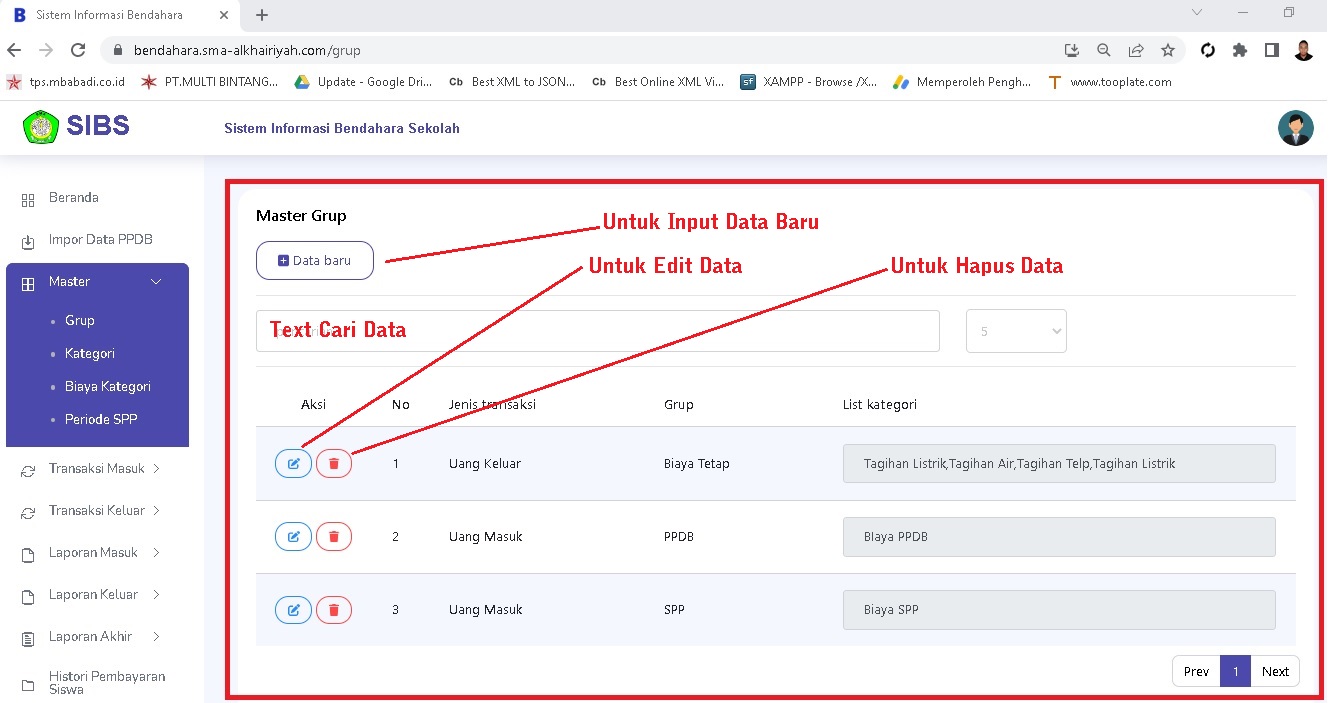 Sistem Informasi Bendahara
bendahara.sma-alkhairiyah.com/grup
tps.mbabadi.co.id PT.MULTI BINTANG... Update - Google Dri... Cb Best XML to JSON... Cb Best Online XML Vi... sf XAMPP - Browse /X... Memperoleh Pengh... T www.tooplate.com
SIBS Sistem Informasi Bendahara Sekolah
Beranda
Impor Data PPDB
Master
Grup
Kategori
Biaya Kategori
Periode SPP
Transaksi Masuk
Transaksi Keluar
Laporan Masuk
Laporan Keluar
Laporan Akhir
Histori Pembayaran
Siswa
Master Grup
Untuk Input Data Baru
Data baru
Untuk Edit Data
Untuk Hapus Data
Text Cari Data
5
Aksi No Jenis transaksi Grup List kategori
1 Uang Keluar Biaya Tetap Tagihan Listrik,Tagihan Air,Tagihan Telp,Tagihan Listrik
2 Uang Masuk PPDB BIaya PPDB
3 Uang Masuk SPP Biaya SPP
Prev 1 Next